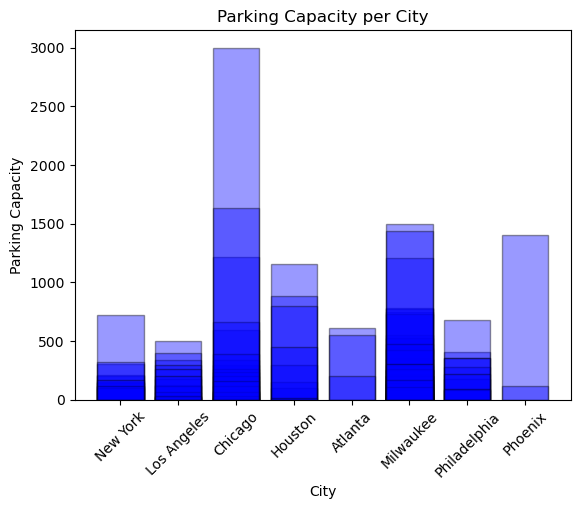 Parking Capacity per City
Parking Capacity
3000
2500
2000
1500
1000
500
0
New York
Los Angeles
Chicago
Houston
Atlanta
Milwaukee
Philadelphia
Phoenix
City